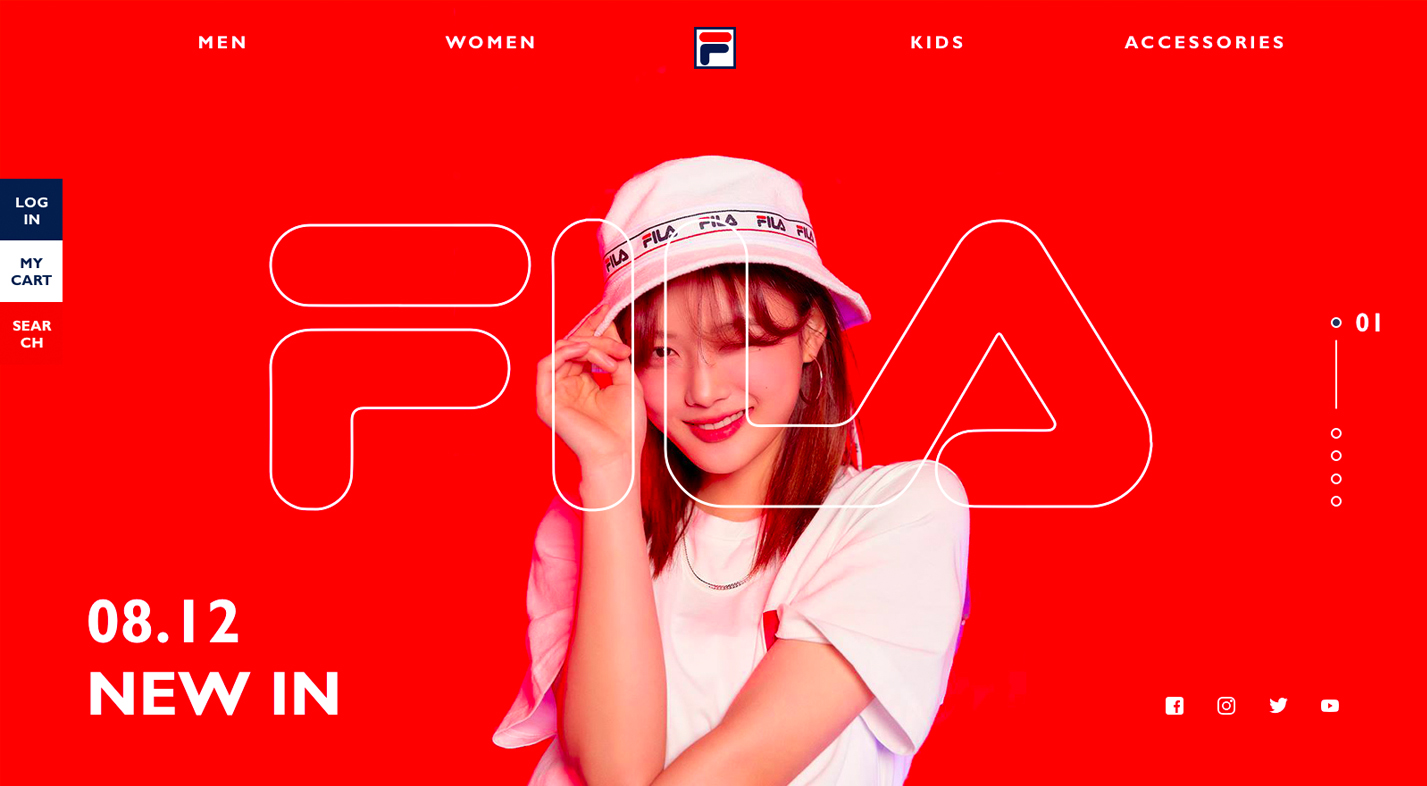 MEN
WOMEN
F
KIDS
ACCESSORIES
LOG
IN
MY
CART
SEAR
CH
FILA
FILA
FILA
FILA
FILA
FILA
01
08.12
NEW IN